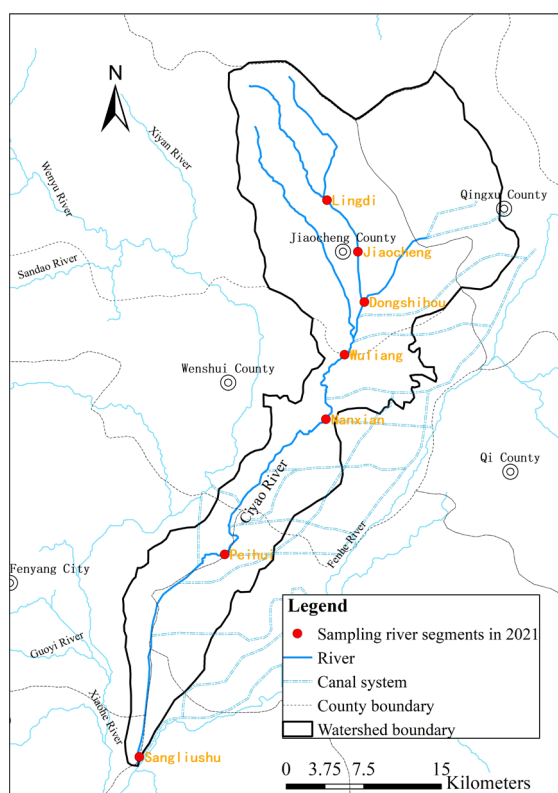 N
Xiyan River
Wenyu River
Lingdi
Qingxu County
Jiaocheng County
Jiaocheng
Sandao River
Dongshihou
Wuliang
Wenshui County
Nanxian
Qi County
Ciyao River
Fenhe River
Peihui
Fenyang City
Guoyi River
Xiaohe River
Sangliushu
Legend
Sampling river segments in 2021
River
Canal system
County boundary
Watershed boundary
0 3.75 7.5 15
Kilometers